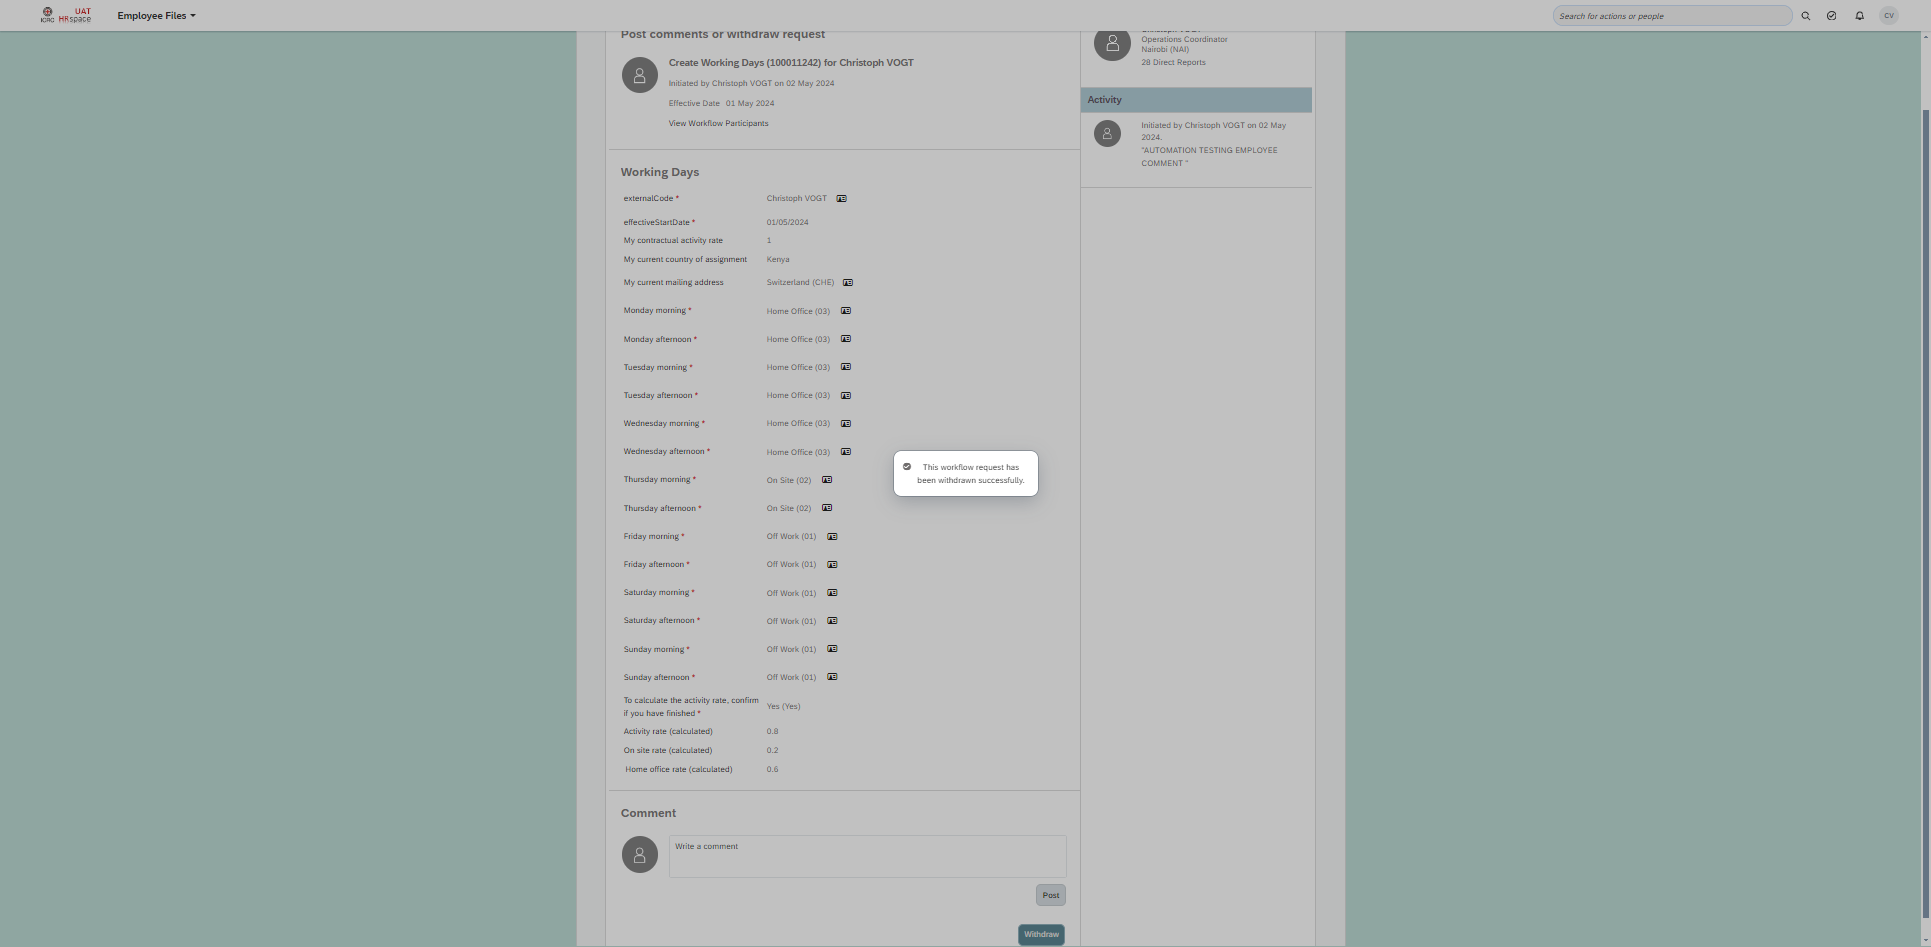 ICRC
UAT
HRspace
Employee Files
Search for actions or people
CV
Post comments or withdraw request
Create Working Days (100011242) for Christoph VOGT
Initiated by Christoph VOGT on 02 May 2024
Effective Date 01 May 2024
View Workflow Participants
Working Days
externalCode * Christoph VOGT
effectiveStartDate * 01/05/2024
My contractual activity rate 1
My current country of assignment Kenya
My current mailing address Switzerland (CHE)
Monday morning * Home Office (03)
Monday afternoon * Home Office (03)
Tuesday morning * Home Office (03)
Tuesday afternoon * Home Office (03)
Wednesday morning * Home Office (03)
Wednesday afternoon * Home Office (03)
Thursday morning * On Site (02)
Thursday afternoon * On Site (02)
Friday morning * Off Work (01)
Friday afternoon * Off Work (01)
Saturday morning * Off Work (01)
Saturday afternoon * Off Work (01)
Sunday morning * Off Work (01)
Sunday afternoon * Off Work (01)
To calculate the activity rate, confirm
if you have finished * Yes (Yes)
Activity rate (calculated) 0.8
On site rate (calculated) 0.2
Home office rate (calculated) 0.6
Comment
Write a comment
Post
Withdraw
This workflow request has
been withdrawn successfully.
Operations Coordinator
Nairobi (NAI)
28 Direct Reports
Activity
Initiated by Christoph VOGT on 02 May
2024.
"AUTOMATION TESTING EMPLOYEE
COMMENT "